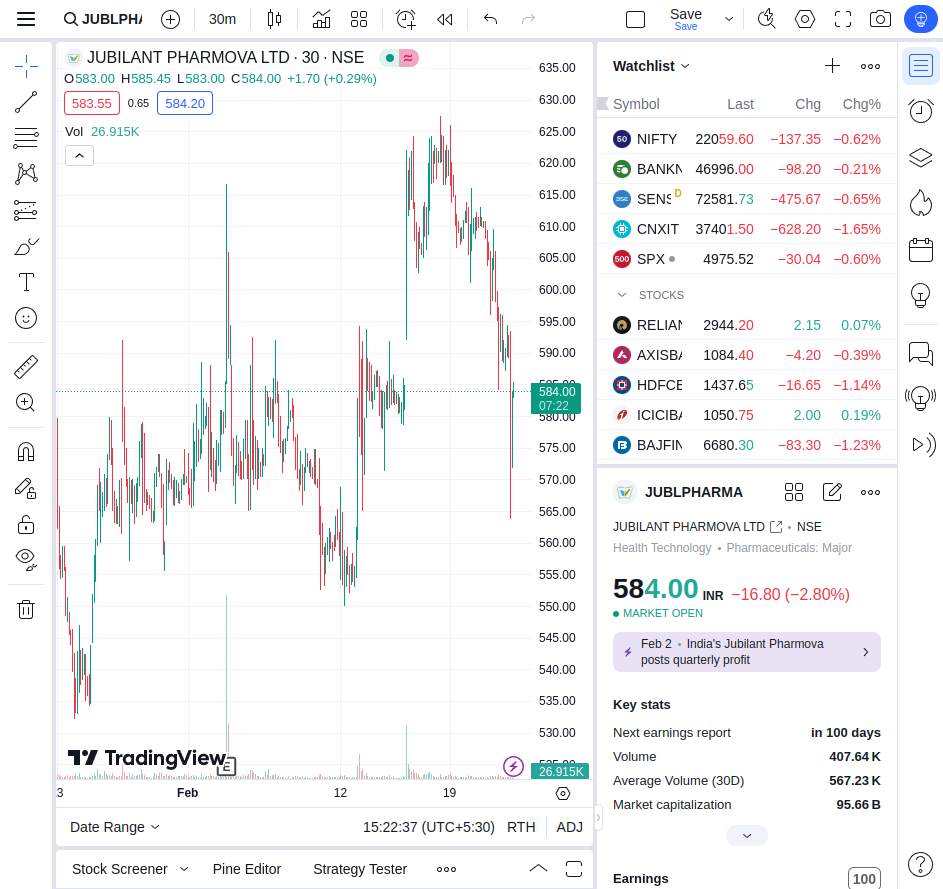 JUBLPHA
30m
Save
Save
JUBILANT PHARMOVA LTD · 30 · NSE
O583.00 H585.45 L583.00 C584.00 +1.70 (+0.29%)
583.55 0.65 584.20
Vol 26.915K
635.00
630.00
625.00
620.00
615.00
610.00
605.00
600.00
595.00
590.00
584.00
07:22
580.00
575.00
570.00
565.00
560.00
555.00
550.00
545.00
540.00
535.00
530.00
26.915K
TradingView
E
3 Feb 12 19
Date Range
15:22:37 (UTC+5:30) RTH ADJ
Stock Screener Pine Editor Strategy Tester
Watchlist
Symbol Last Chg Chg%
50 NIFTY 22059.60 −137.35 −0.62%
BANKN 46996.00 −98.20 −0.21%
SENS D 72581.73 −475.67 −0.65%
CNXIT 37401.50 −628.20 −1.65%
500 SPX 4975.52 −30.04 −0.60%
STOCKS
RELIAN 2944.20 2.15 0.07%
AXISBA 1084.40 −4.20 −0.39%
HDFCB 1437.65 −16.65 −1.14%
ICICIBA 1050.75 2.00 0.19%
BAJFIN 6680.30 −83.30 −1.23%
JUBLPHARMA
JUBILANT PHARMOVA LTD • NSE
Health Technology • Pharmaceuticals: Major
584.00 INR −16.80 (−2.80%)
MARKET OPEN
Feb 2 • India's Jubilant Pharmova
posts quarterly profit
Key stats
Next earnings report in 100 days
Volume 407.64 K
Average Volume (30D) 567.23 K
Market capitalization 95.66 B
Earnings 100